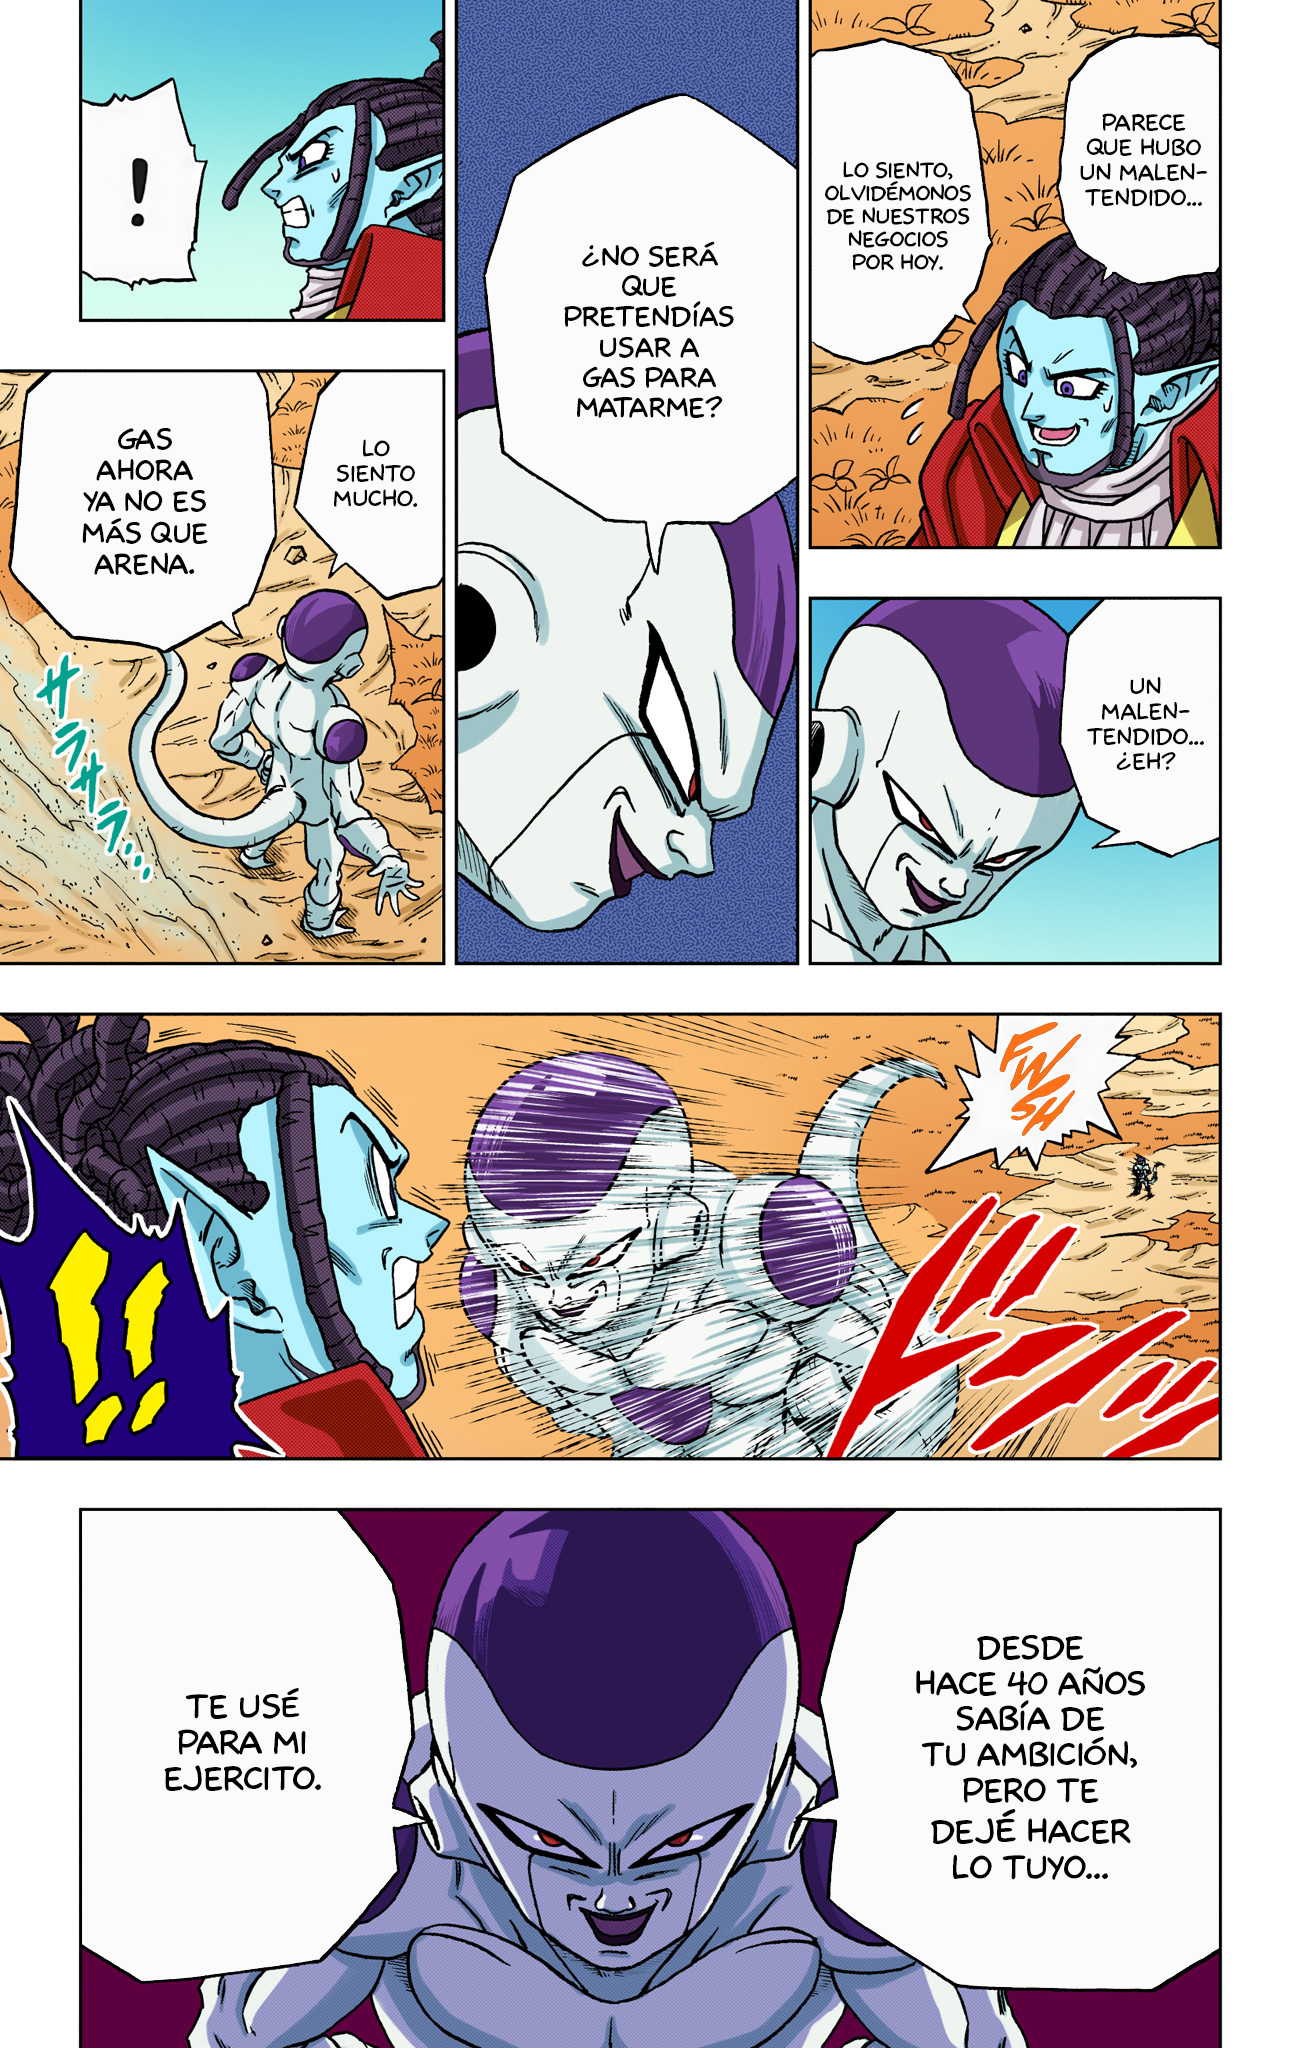 PARECE
QUE HUBO
UN MALEN-
TENDIDO...
LO SIENTO,
OLVIDÉMONOS
DE NUESTROS
NEGOCIOS
POR HOY.
UN
MALEN-
TENDIDO...
¿EH?
¿NO SERÁ
QUE
PRETENDÍAS
USAR A
GAS PARA
MATARME?
!
LO
SIENTO
MUCHO.
GAS
AHORA
YA NO ES
MÁS QUE
ARENA.
サラサラ...
FWSH
ドン
!!
DESDE
HACE 40 AÑOS
SABÍA DE
TU AMBICIÓN,
PERO TE
DEJÉ HACER
LO TUYO...
TE USÉ
PARA MI
EJERCITO.